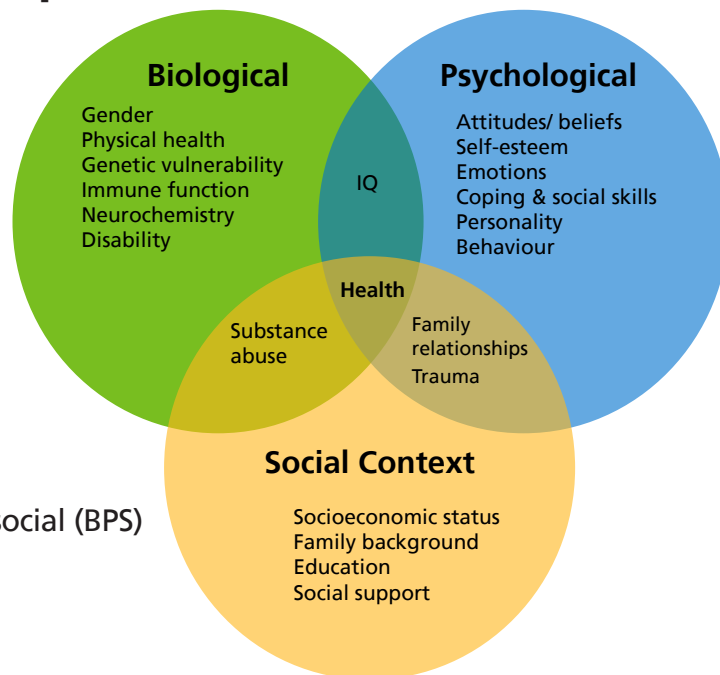 Biological
Gender
Physical health
Genetic vulnerability
Immune function
Neurochemistry
Disability
Psychological
Attitudes/ beliefs
Self-esteem
Emotions
Coping & social skills
Personality
Behaviour
IQ
Health
Substance
abuse
Family
relationships
Trauma
Social Context
Socioeconomic status
Family background
Education
Social support
social (BPS)